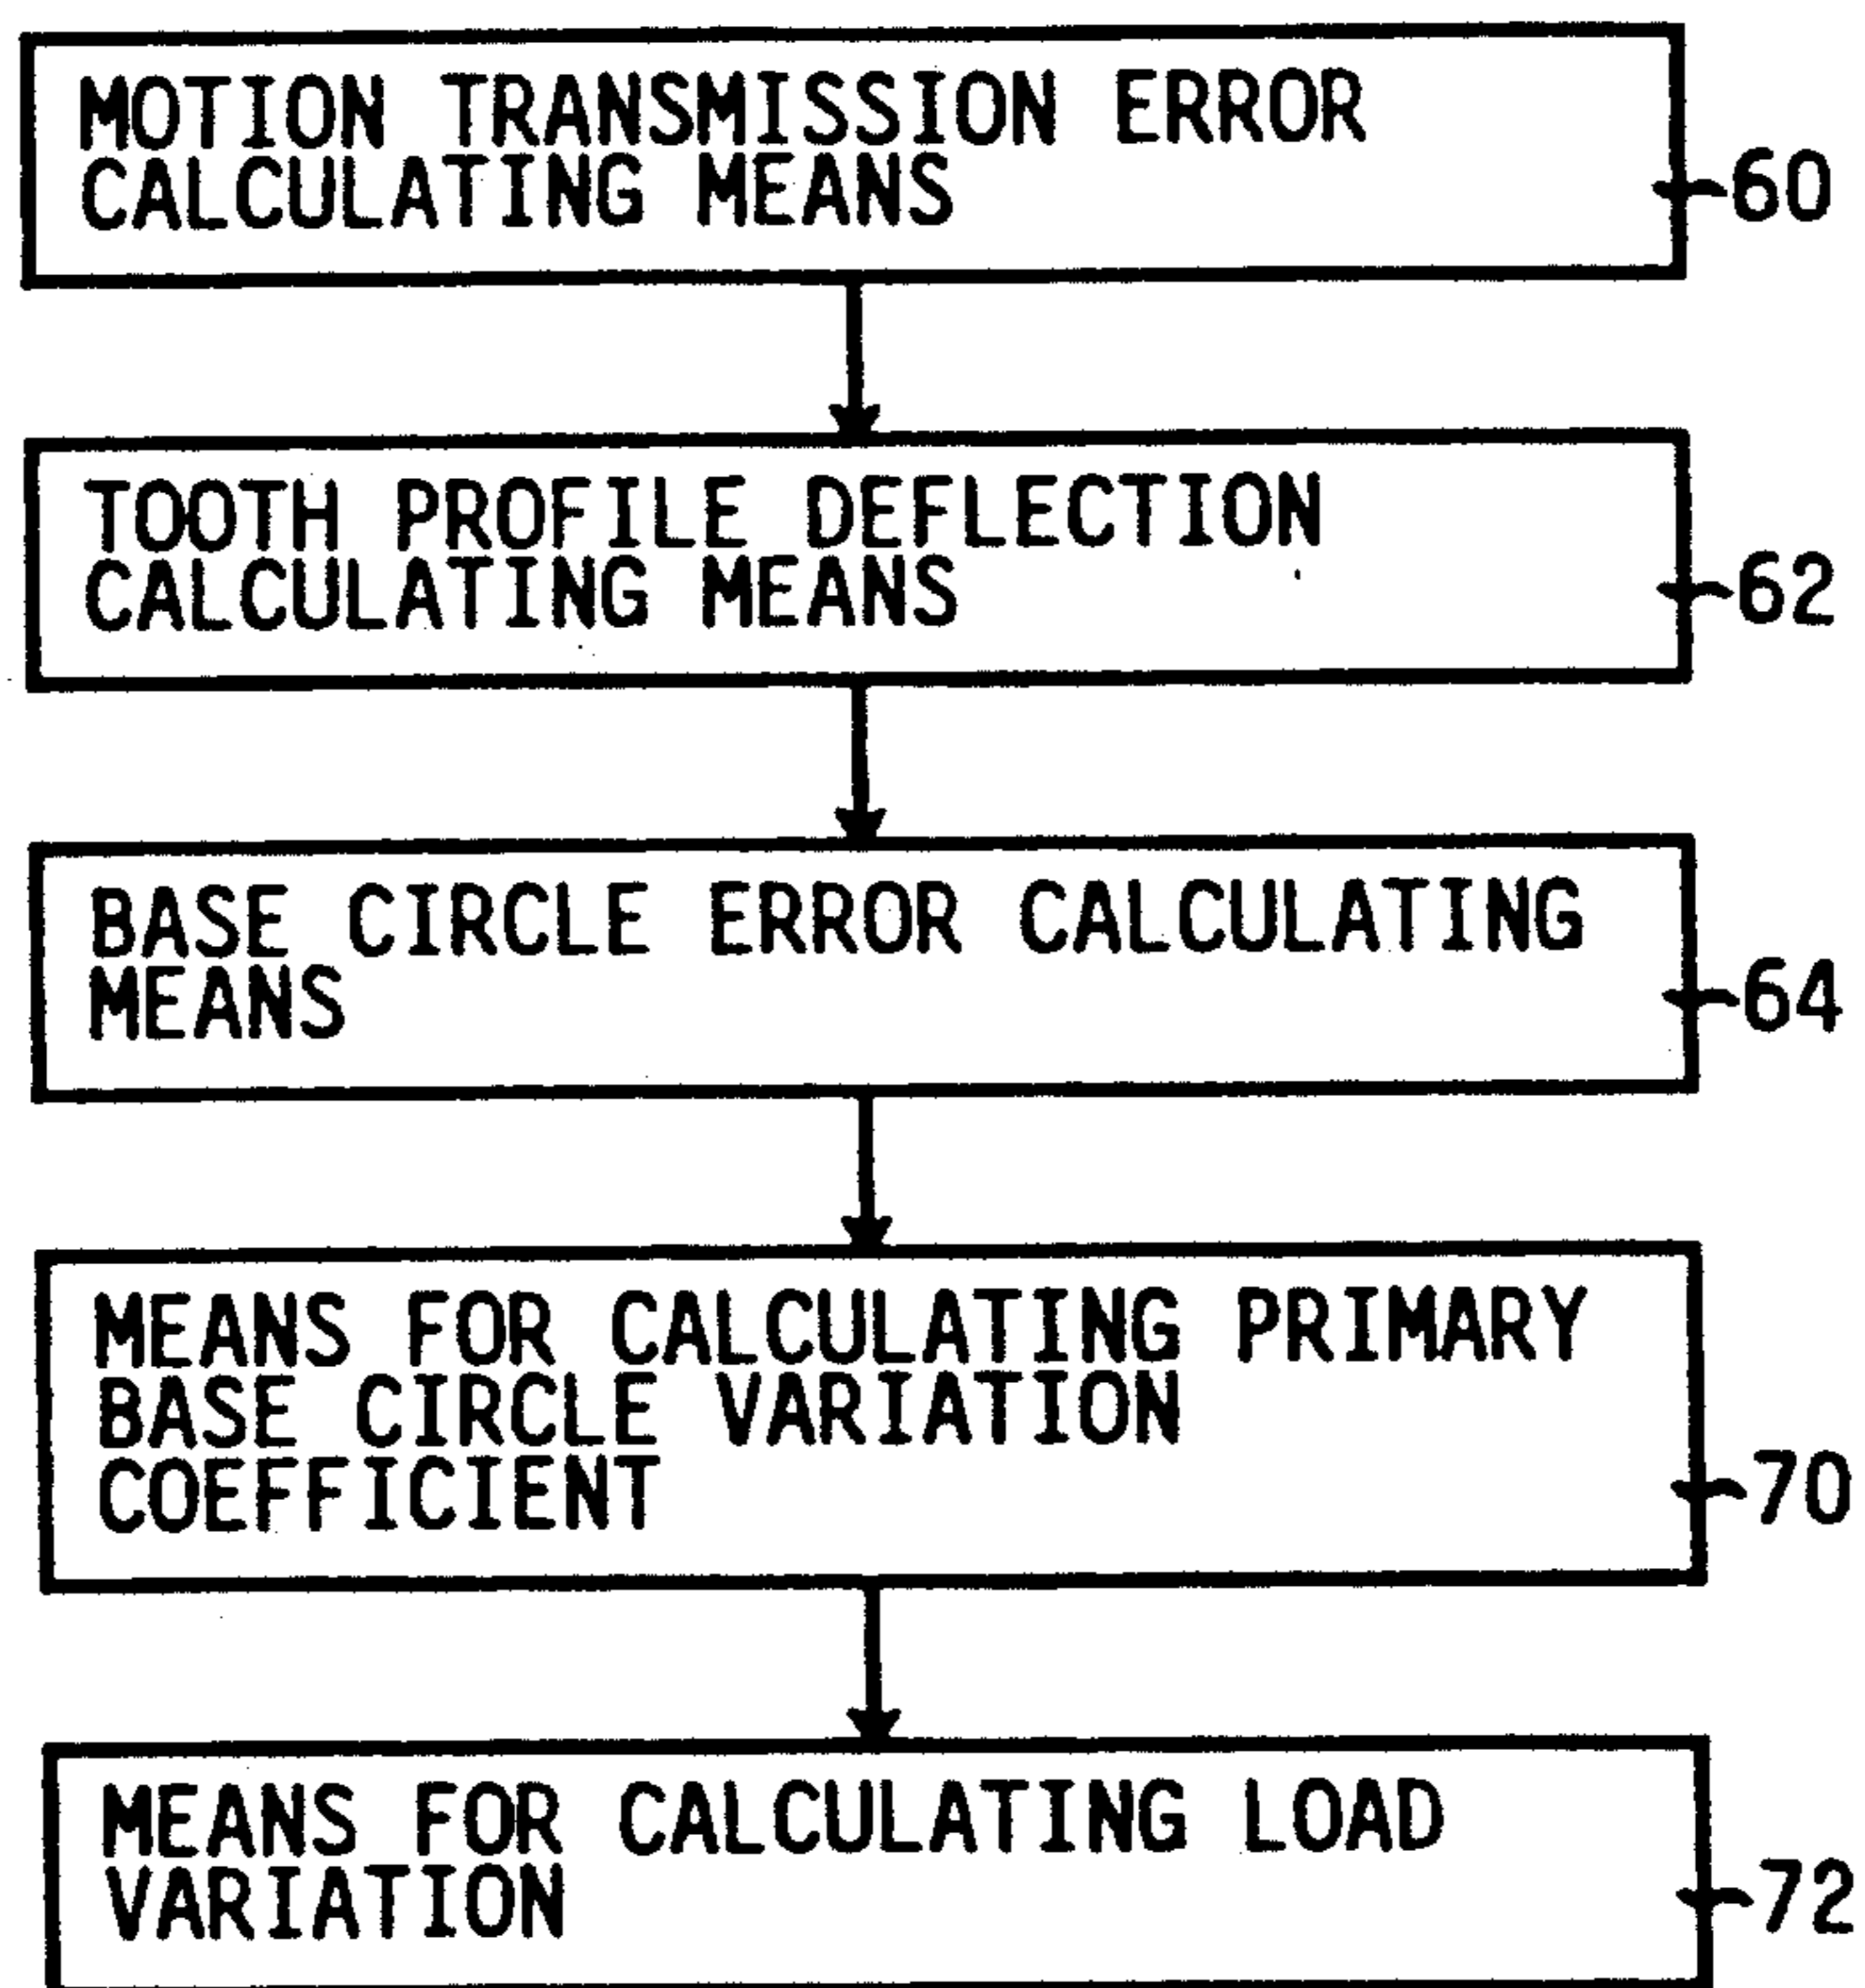 MOTION TRANSMISSION ERROR
CALCULATING MEANS
60
TOOTH PROFILE DEFLECTION
CALCULATING MEANS
62
BASE CIRCLE ERROR CALCULATING
MEANS
64
MEANS FOR CALCULATING PRIMARY
BASE CIRCLE VARIATION
COEFFICIENT
70
MEANS FOR CALCULATING LOAD
VARIATION
72